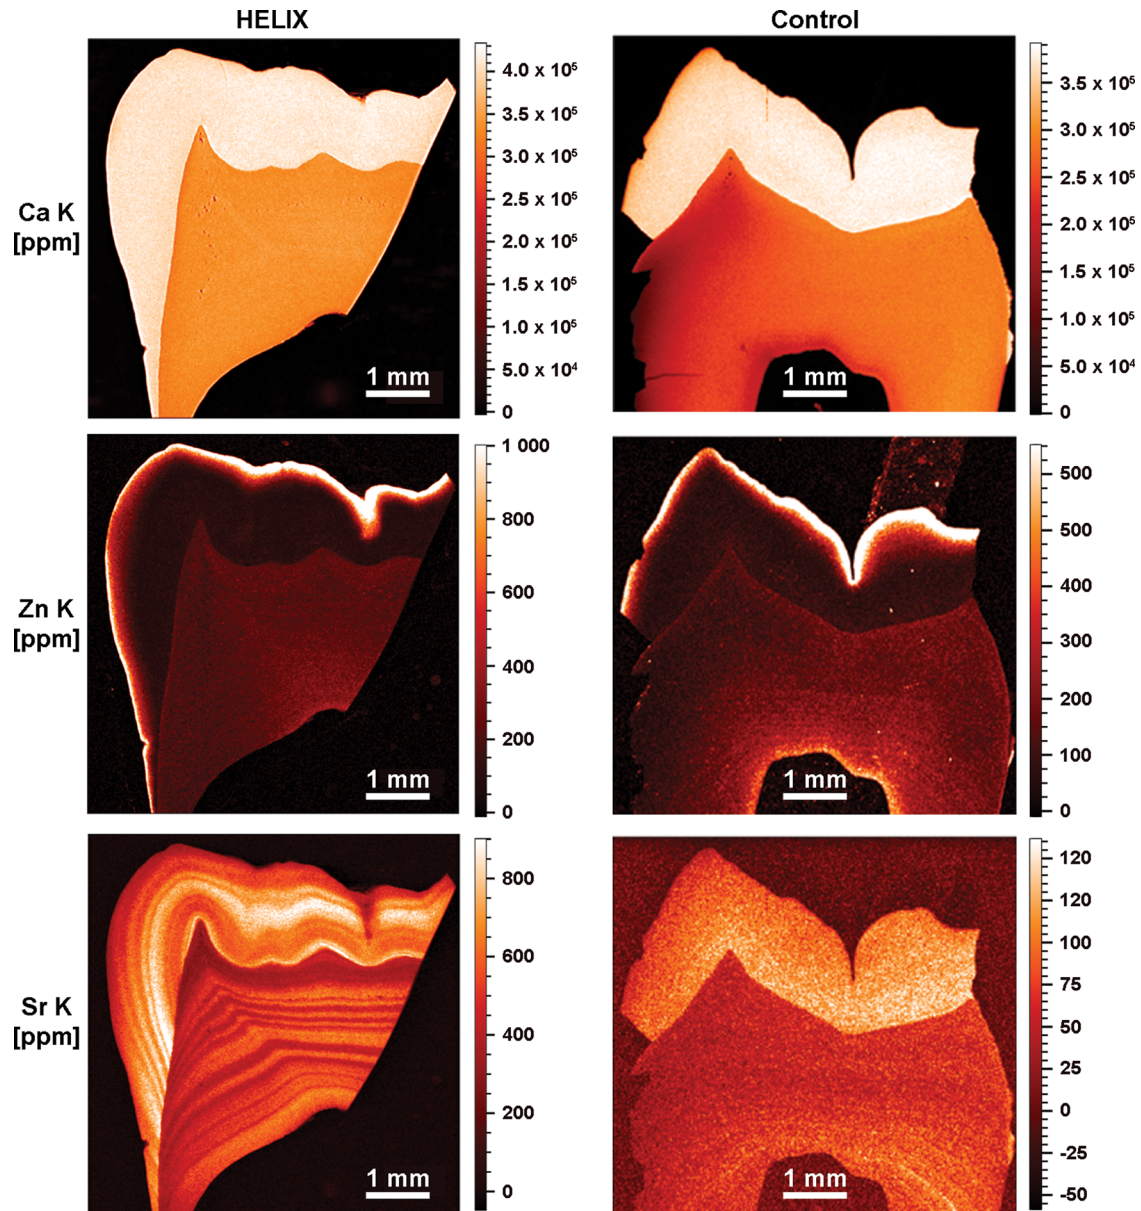 HELIX Control
Ca K
[ppm]
4.0 x 10⁵
3.5 x 10⁵
3.0 x 10⁵
2.5 x 10⁵
2.0 x 10⁵
1.5 x 10⁵
1.0 x 10⁵
5.0 x 10⁴
0
1 mm
3.5 x 10⁵
3.0 x 10⁵
2.5 x 10⁵
2.0 x 10⁵
1.5 x 10⁵
1.0 x 10⁵
5.0 x 10⁴
0
1 mm
Zn K
[ppm]
1 000
800
600
400
200
0
1 mm
500
500
400
300
200
100
0
1 mm
Sr K
[ppm]
800
600
400
200
0
1 mm
120
120
100
75
50
25
0
-25
-50
1 mm